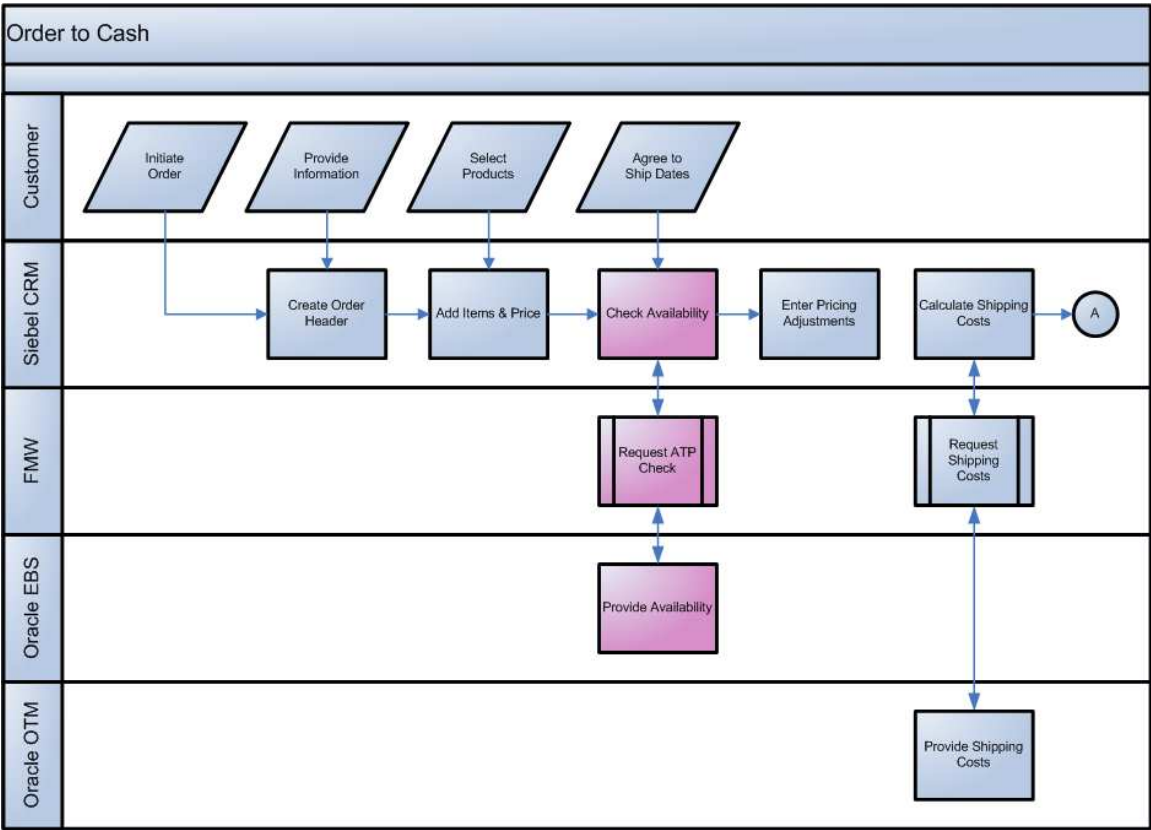 Order to Cash
Customer
Initiate
Order
Provide
Information
Select
Products
Agree to
Ship Dates
Siebel CRM
Create Order
Header
Add Items & Price
Check Availability
Enter Pricing
Adjustments
Calculate Shipping
Costs
A
FMW
Request ATP
Check
Request
Shipping
Costs
Oracle EBS
Provide Availability
Oracle OTM
Provide Shipping
Costs